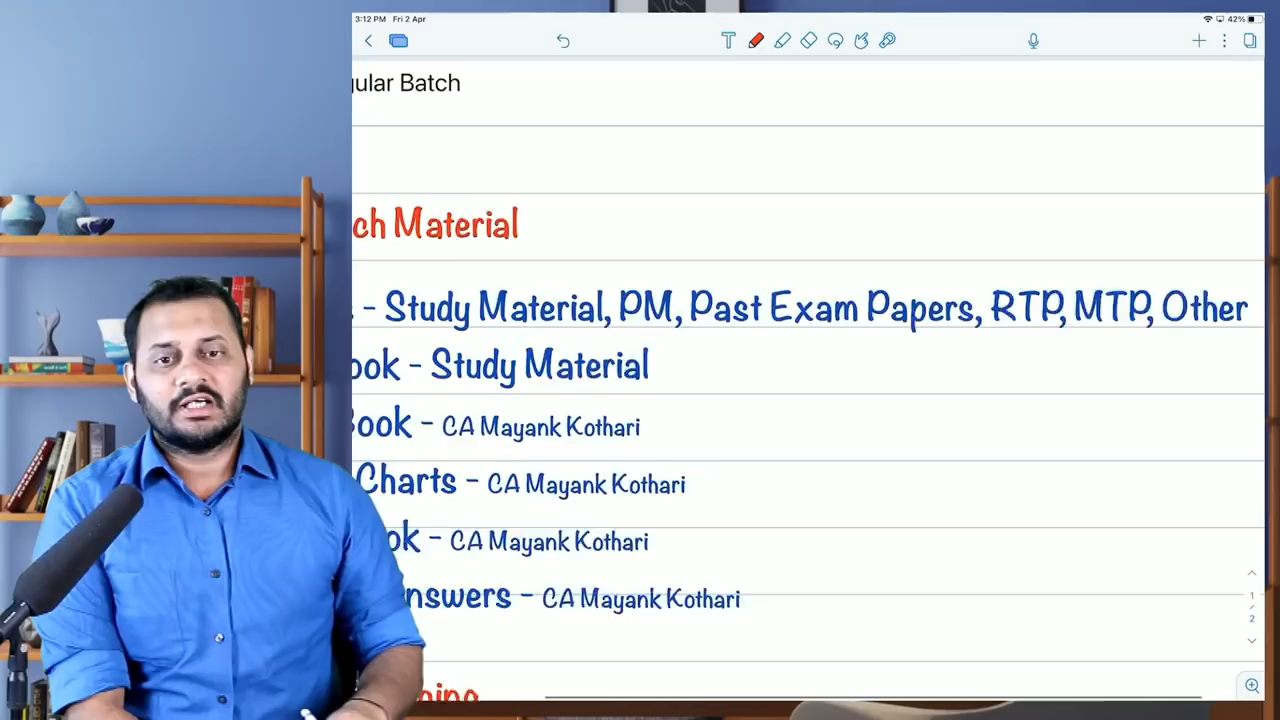 3:12 PM Fri 2 Apr
42%
gular Batch
ch Material
- Study Material, PM, Past Exam Papers, RTP, MTP, Other
ook - Study Material
Book - CA Mayank Kothari
Charts - CA Mayank Kothari
ok - CA Mayank Kothari
nswers - CA Mayank Kothari
1
/
2